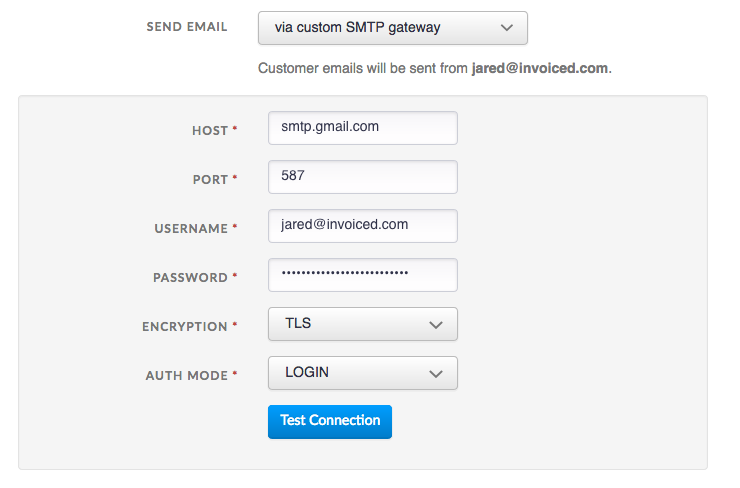 SEND EMAIL via custom SMTP gateway
Customer emails will be sent from jared@invoiced.com.
HOST * smtp.gmail.com
PORT * 587
USERNAME * jared@invoiced.com
PASSWORD * ••••••••••••••••••••••••••
ENCRYPTION * TLS
AUTH MODE * LOGIN
Test Connection